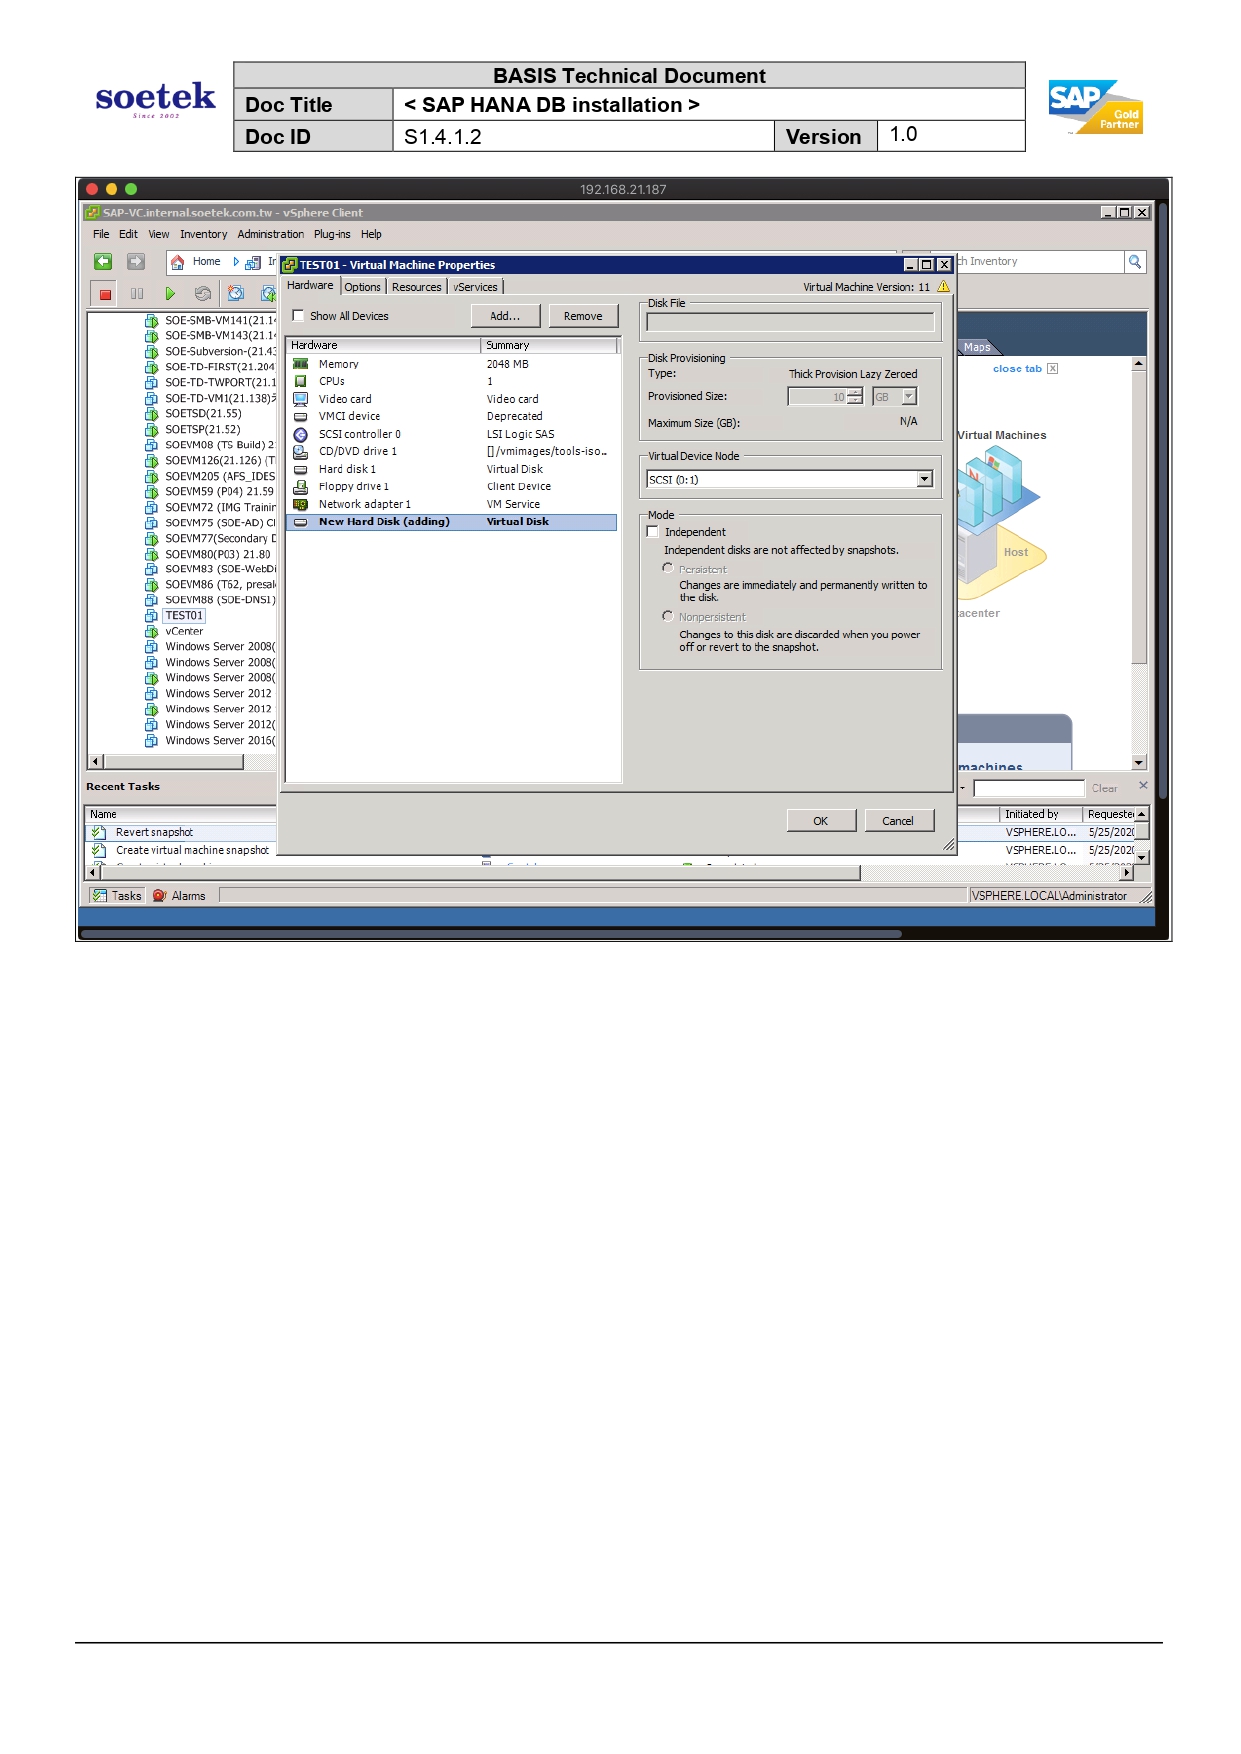 soetek
Since 2002
BASIS Technical Document
Doc Title < SAP HANA DB installation >
Doc ID S1.4.1.2 Version 1.0
SAP Gold Partner
192.168.21.187
SAP-VC.internal.soetek.com.tw - vSphere Client
File Edit View Inventory Administration Plug-ins Help
Home
ch Inventory
TEST01 - Virtual Machine Properties
Hardware Options Resources vServices
Virtual Machine Version: 11
Show All Devices Add... Remove
Hardware Summary
Memory 2048 MB
CPUs 1
Video card Video card
VMCI device Deprecated
SCSI controller 0 LSI Logic SAS
CD/DVD drive 1 [] /vmimages/tools-iso...
Hard disk 1 Virtual Disk
Floppy drive 1 Client Device
Network adapter 1 VM Service
New Hard Disk (adding) Virtual Disk
Disk File
Disk Provisioning
Type: Thick Provision Lazy Zeroed
Provisioned Size: 10 GB
Maximum Size (GB): N/A
Virtual Device Node
SCSI (0:1)
Mode
Independent
Independent disks are not affected by snapshots.
Persistent
Changes are immediately and permanently written to
the disk.
Nonpersistent
Changes to this disk are discarded when you power
off or revert to the snapshot.
OK Cancel
SOE-SMB-VM141(21.14
SOE-SMB-VM143(21.14
SOE-Subversion-(21.43
SOE-TD-FIRST(21.204)
SOE-TD-TWPORT(21.1
SOE-TD-VM1(21.138)
SOETSD(21.55)
SOETSP(21.52)
SOEVM08 (TS Build) 2
SOEVM126(21.126) (T
SOEVM205 (AFS_IDES
SOEVM59 (P04) 21.59
SOEVM72 (IMG Trainin
SOEVM75 (SOE-AD) Cl
SOEVM77(Secondary D
SOEVM80(P03) 21.80
SOEVM83 (SOE-WebDi
SOEVM86 (T62, presal
SOEVM88 (SOE-DNS1)
TEST01
vCenter
Windows Server 2008(
Windows Server 2008(
Windows Server 2008(
Windows Server 2012
Windows Server 2012
Windows Server 2012(
Windows Server 2016(
Maps
close tab
Virtual Machines
Host
tacenter
machines
Recent Tasks
Clear
Name Initiated by Requested
Revert snapshot VSPHERE.LO... 5/25/2020
Create virtual machine snapshot VSPHERE.LO... 5/25/2020
Tasks Alarms VSPHERE.LOCAL\Administrator